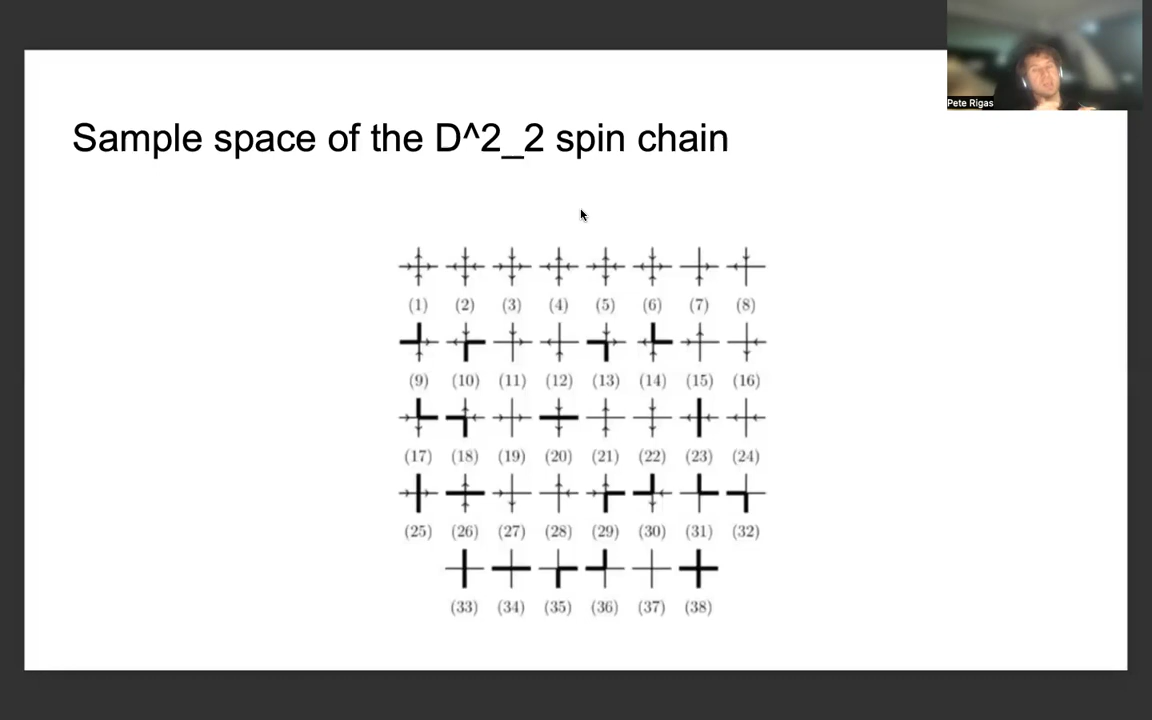 Pete Rigas
Sample space of the D^2_2 spin chain
(1) (2) (3) (4) (5) (6) (7) (8)
(9) (10) (11) (12) (13) (14) (15) (16)
(17) (18) (19) (20) (21) (22) (23) (24)
(25) (26) (27) (28) (29) (30) (31) (32)
(33) (34) (35) (36) (37) (38)